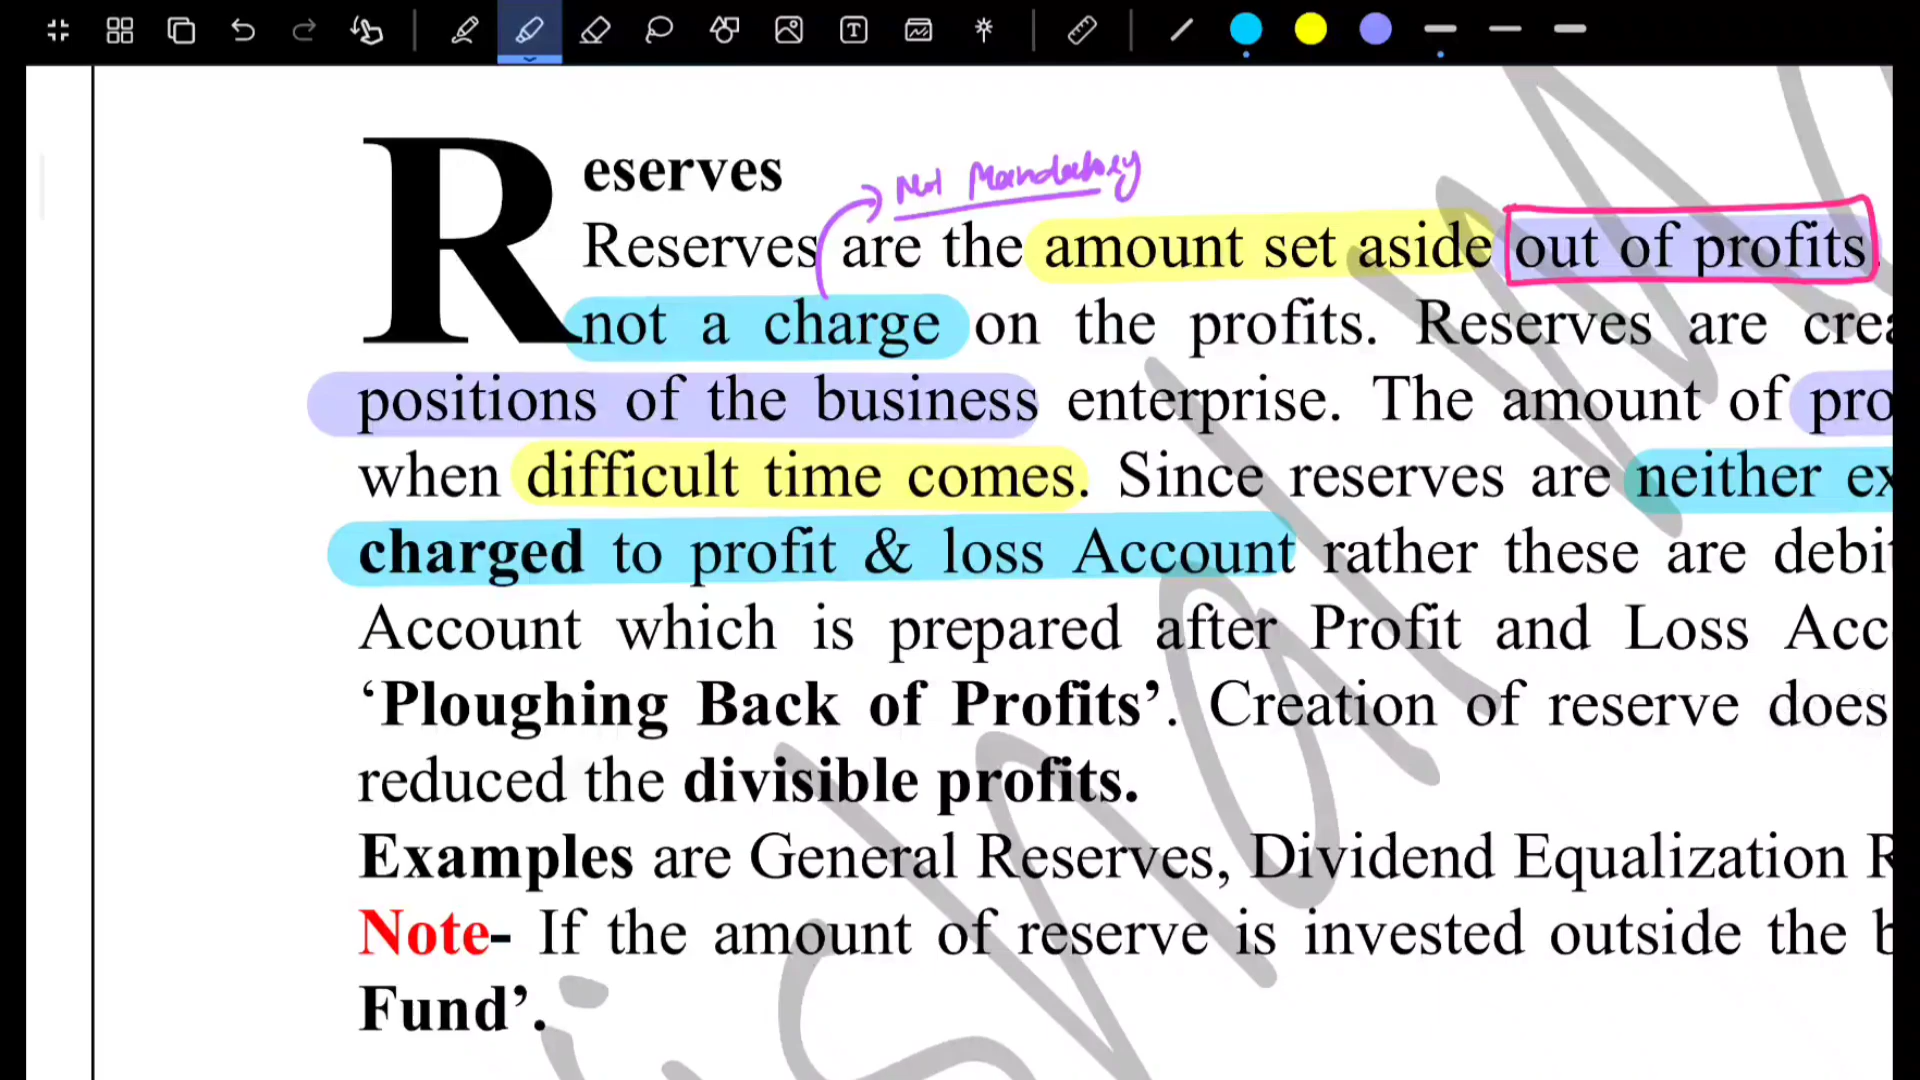 Reserves
Not Mandatory
Reserves are the amount set aside out of profits
not a charge on the profits. Reserves are crea
positions of the business enterprise. The amount of pro
when difficult time comes. Since reserves are neither ex
charged to profit & loss Account rather these are debit
Account which is prepared after Profit and Loss Acc
‘Ploughing Back of Profits’. Creation of reserve does
reduced the divisible profits.
Examples are General Reserves, Dividend Equalization R
Note- If the amount of reserve is invested outside the b
Fund’.